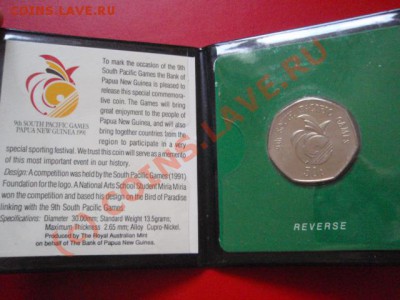 COINS.LSM.RU
9th SOUTH PACIFIC GAMES
PAPUA NEW GUINEA 1991
To mark the occasion of the 9th
South Pacific Games the Bank of
Papua New Guinea is pleased to
release this special commemora-
tive coin. The Games will bring
great enjoyment to the people of
Papua New Guinea, and will also
bring together countries from the
region to participate in a very
special sporting festival. We trust this coin will serve as a memento
of this most important event in our history.
Design: A competition was held by the South Pacific Games (1991)
Foundation for the logo. A National Arts School Student Miria Miria
won the competition and based his design on the Bird of Paradise
linking with the 9th South Pacific Games.
Specifications: Diameter 30.00mm; Standard Weight 13.5grams;
Maximum thickness 2.65 mm; Alloy Cupro-Nickel.
Produced by The Royal Australian Mint
on behalf of The Bank of Papua New Guinea.
9th SOUTH PACIFIC GAMES
50t
REVERSE